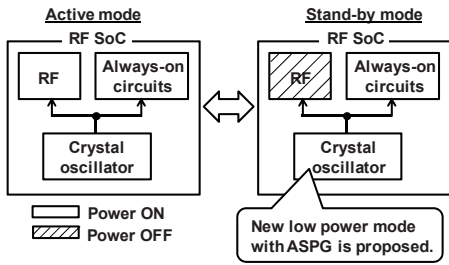 Active mode
RF SoC
RF
Always-on
circuits
Crystal
oscillator
Power ON
Power OFF
Stand-by mode
RF SoC
RF
Always-on
circuits
Crystal
oscillator
New low power mode
with ASPG is proposed.